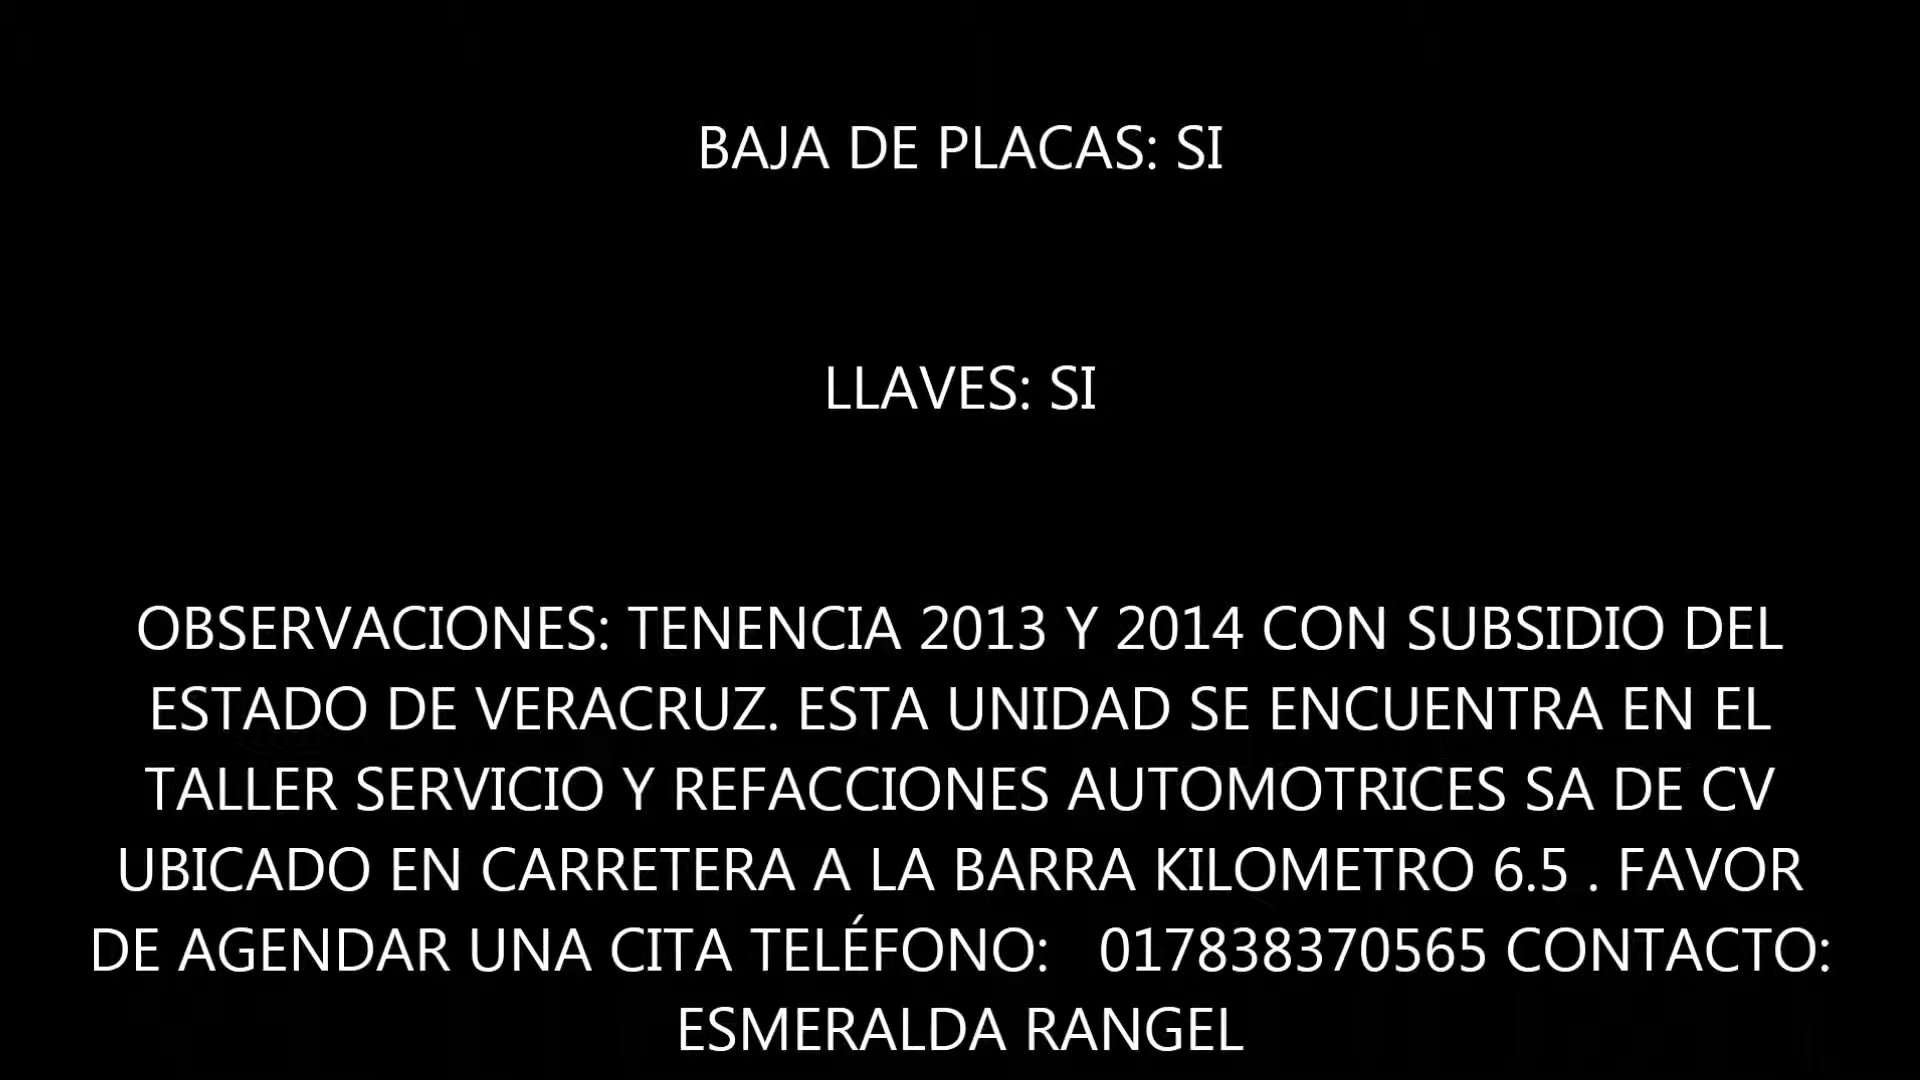 BAJA DE PLACAS: SI
LLAVES: SI
OBSERVACIONES: TENENCIA 2013 Y 2014 CON SUBSIDIO DEL
ESTADO DE VERACRUZ. ESTA UNIDAD SE ENCUENTRA EN EL
TALLER SERVICIO Y REFACCIONES AUTOMOTRICES SA DE CV
UBICADO EN CARRETERA A LA BARRA KILOMETRO 6.5 . FAVOR
DE AGENDAR UNA CITA TELÉFONO:   017838370565 CONTACTO:
ESMERALDA RANGEL